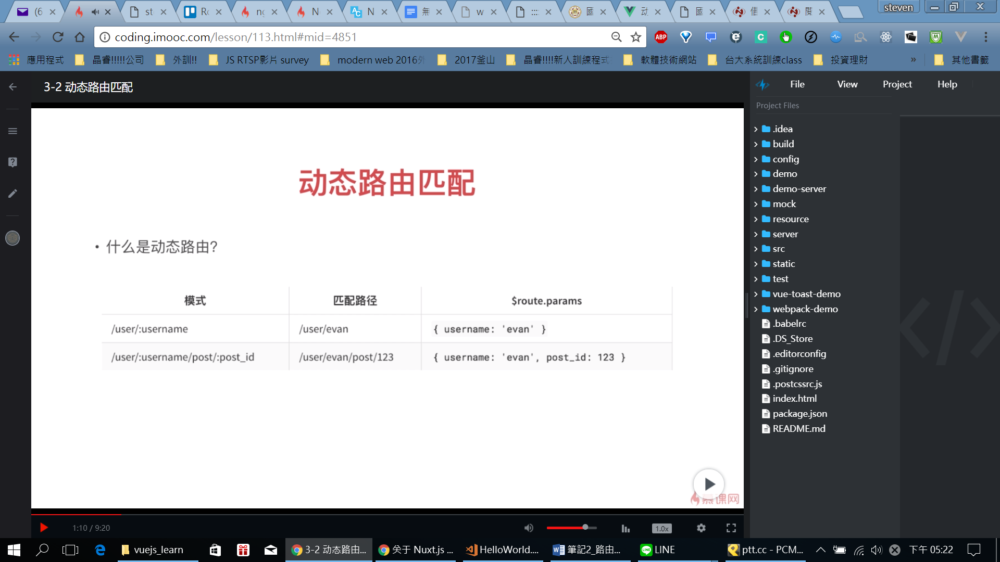 (6
st
Ro
ng
N
N
無
w
::::
國
动
國
借
開
steven
coding.imooc.com/lesson/113.html#mid=4851
ABP
應用程式
晶睿!!!!!公司
外訓!!
JS RTSP影片 survey
modern web 2016外
2017釜山
晶睿!!!!新人訓練程式
軟體技術網站
台大系統訓練class
投資理財
»
其他書籤
3-2 动态路由匹配
File
View
Project
Help
Project Files
动态路由匹配
• 什么是动态路由?
模式
匹配路径
$route.params
/user/:username
/user/evan
{ username: 'evan' }
/user/:username/post/:post_id
/user/evan/post/123
{ username: 'evan', post_id: 123 }
慕课网
.idea
build
config
demo
demo-server
mock
resource
server
src
static
test
vue-toast-demo
webpack-demo
.babelrc
.DS_Store
.editorconfig
.gitignore
.postcssrc.js
index.html
package.json
README.md
1:10 / 9:20
1.0x
vuejs_learn
3-2 动态路由...
关于 Nuxt.js ...
HelloWorld....
筆記2_路由...
LINE
ptt.cc - PCM...
下午 05:22